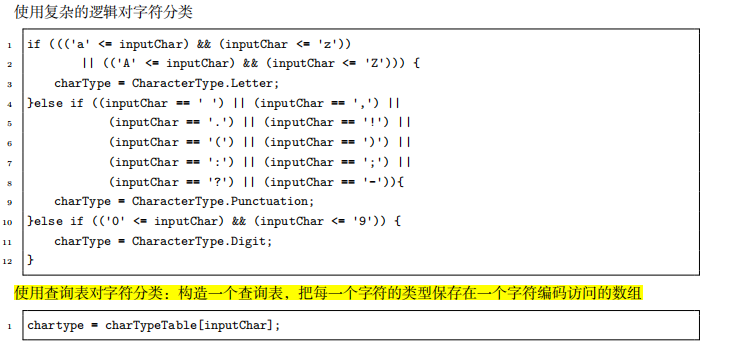 使用复杂的逻辑对字符分类
1 if ((('a' <= inputChar) && (inputChar <= 'z'))
2 || (('A' <= inputChar) && (inputChar <= 'Z'))) {
3 charType = CharacterType.Letter;
4 }else if ((inputChar == ' ') || (inputChar == ',') ||
5 (inputChar == '.') || (inputChar == '!') ||
6 (inputChar == '(') || (inputChar == ')') ||
7 (inputChar == ':') || (inputChar == ';') ||
8 (inputChar == '?') || (inputChar == '-')){
9 charType = CharacterType.Punctuation;
10 }else if (('0' <= inputChar) && (inputChar <= '9')) {
11 charType = CharacterType.Digit;
12 }
使用查询表对字符分类：构造一个查询表，把每一个字符的类型保存在一个字符编码访问的数组
1 chartype = charTypeTable[inputChar];